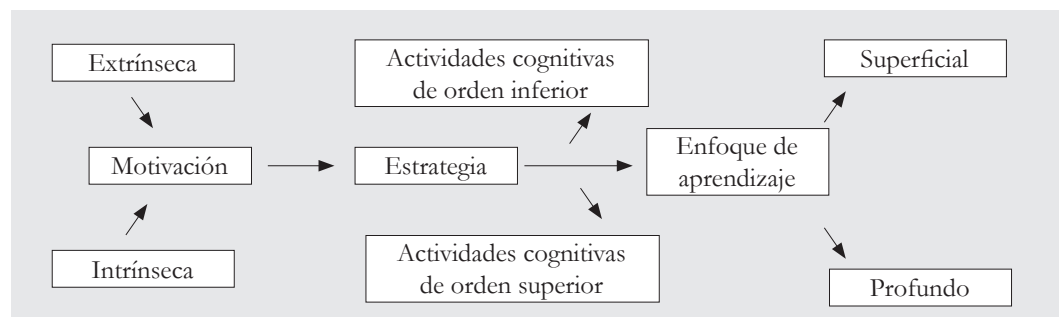 Extrínseca
Motivación
Intrínseca
Actividades cognitivas
de orden inferior
Estrategia
Actividades cognitivas
de orden superior
Enfoque de
aprendizaje
Superficial
Profundo